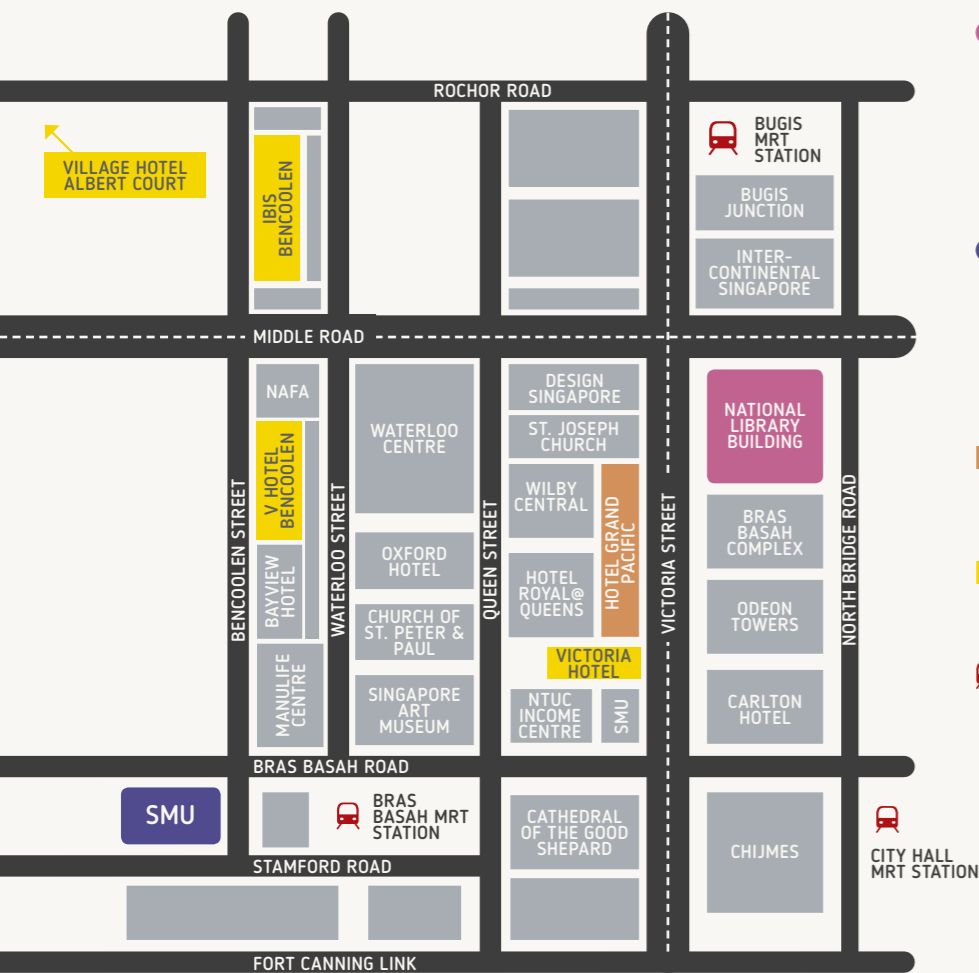 ROCHOR ROAD
BUGIS
MRT
STATION
VILLAGE HOTEL
ALBERT COURT
IBIS
BENCOOLEN
BUGIS
JUNCTION
INTER-
CONTINENTAL
SINGAPORE
MIDDLE ROAD
NAFA
WATERLOO
CENTRE
DESIGN
SINGAPORE
ST. JOSEPH
CHURCH
NATIONAL
LIBRARY
BUILDING
V HOTEL
BENCOOLEN
WILBY
CENTRAL
HOTEL GRAND
PACIFIC
BENCOOLEN STREET
WATERLOO STREET
QUEEN STREET
VICTORIA STREET
NORTH BRIDGE ROAD
BRAS
BASAH
COMPLEX
BAYVIEW
HOTEL
OXFORD
HOTEL
HOTEL
ROYAL@
QUEENS
ODEON
TOWERS
CHURCH OF
ST. PETER &
PAUL
VICTORIA
HOTEL
MANULIFE
CENTRE
SINGAPORE
ART
MUSEUM
NTUC
INCOME
CENTRE
SMU
CARLTON
HOTEL
BRAS BASAH ROAD
SMU
BRAS
BASAH MRT
STATION
CATHEDRAL
OF THE GOOD
SHEPARD
CHIJMES
CITY HALL
MRT STATION
STAMFORD ROAD
FORT CANNING LINK